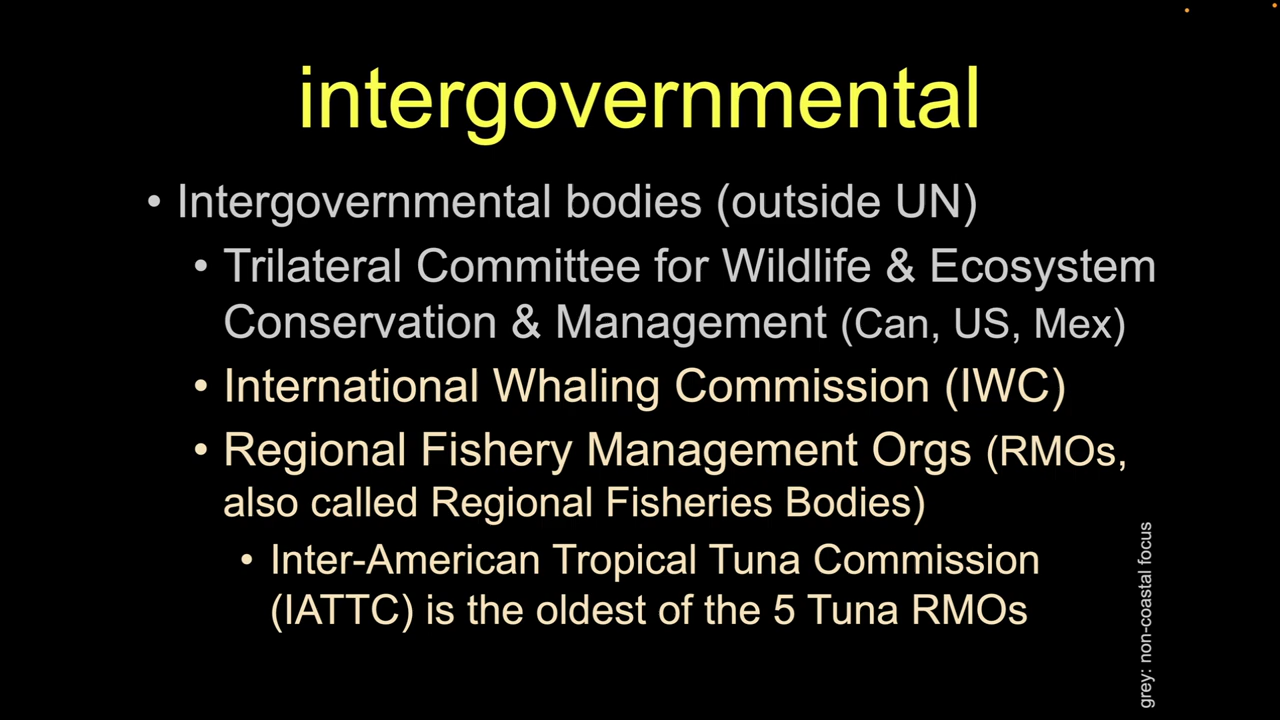 intergovernmental
• Intergovernmental bodies (outside UN)
• Trilateral Committee for Wildlife & Ecosystem
Conservation & Management (Can, US, Mex)
• International Whaling Commission (IWC)
• Regional Fishery Management Orgs (RMOs,
also called Regional Fisheries Bodies)
• Inter-American Tropical Tuna Commission
(IATTC) is the oldest of the 5 Tuna RMOs
grey: non-coastal focus